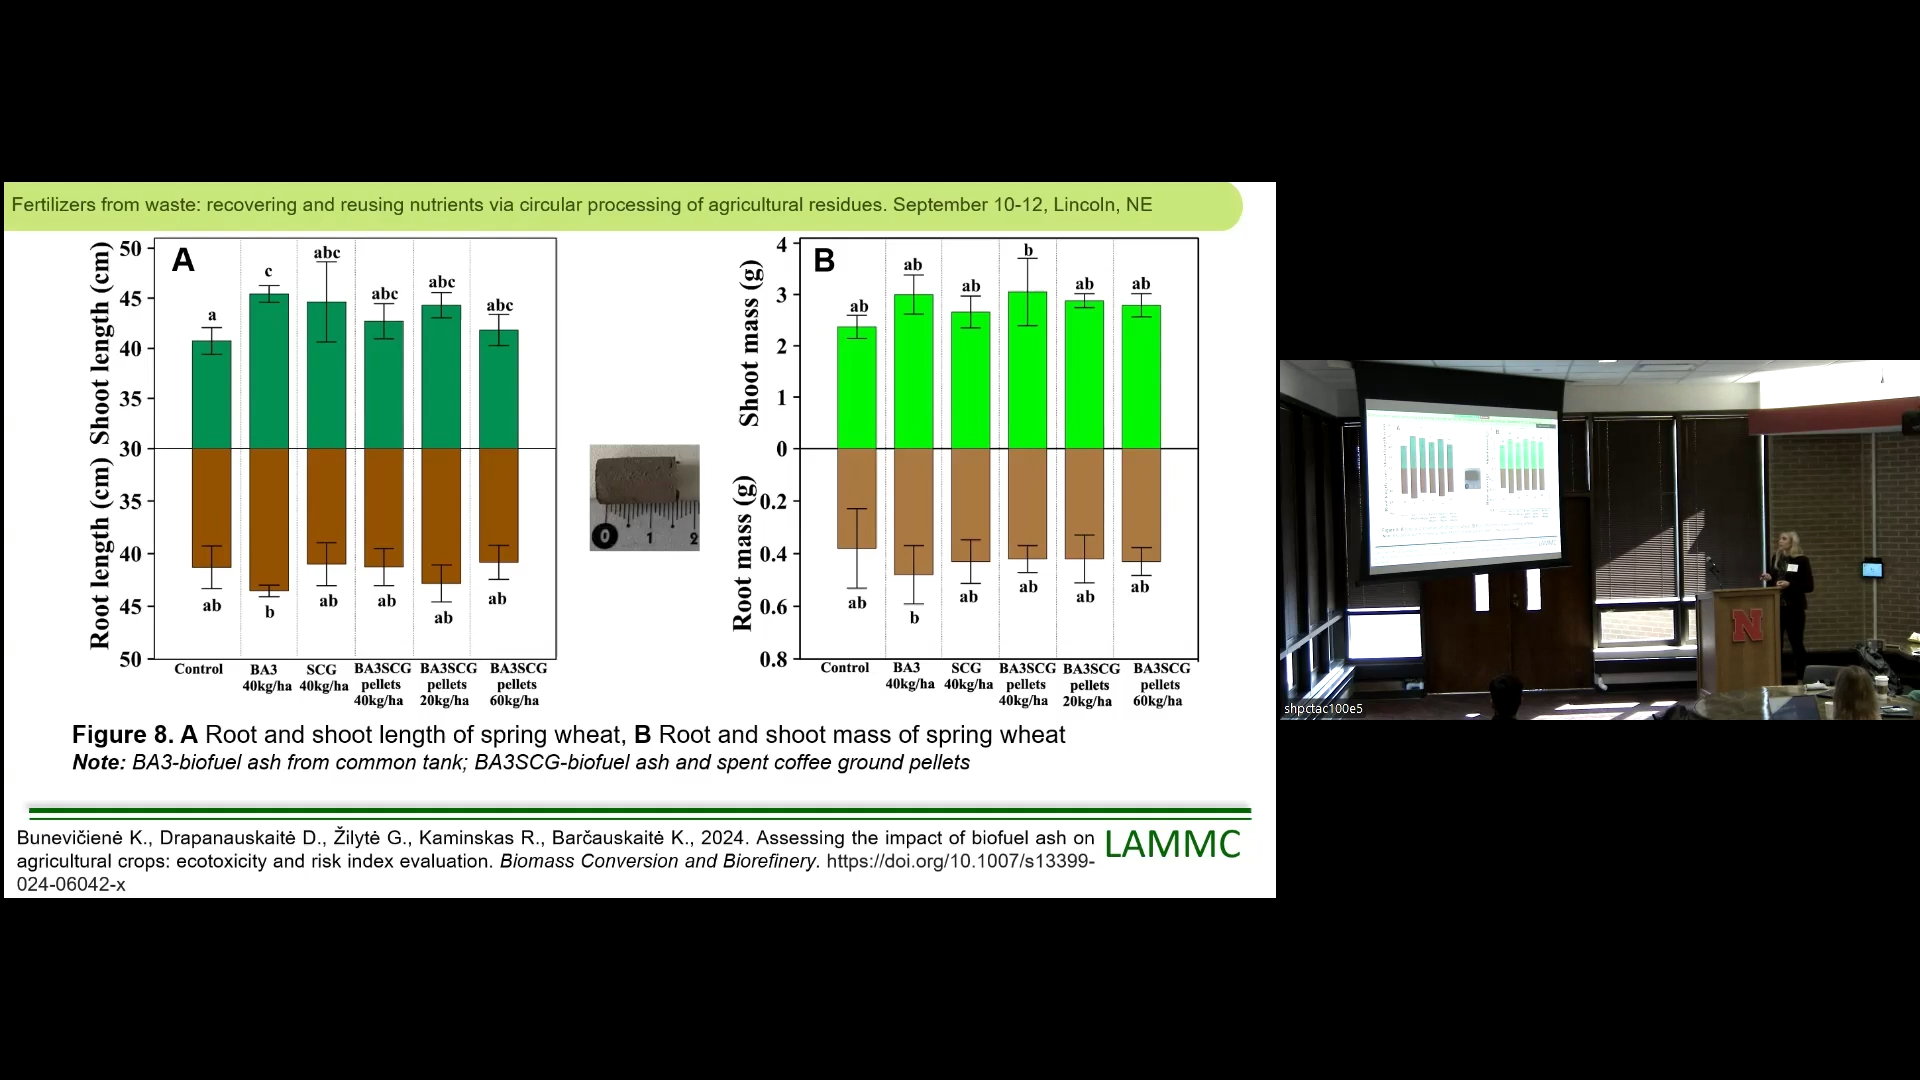 Fertilizers from waste: recovering and reusing nutrients via circular processing of agricultural residues. September 10-12, Lincoln, NE
A
Shoot length (cm)
Root length (cm)
50
45
40
35
30
35
40
45
50
a
c
abc
abc
abc
abc
ab
b
ab
ab
ab
ab
Control
BA3
40kg/ha
SCG
40kg/ha
BA3SCG
pellets
40kg/ha
BA3SCG
pellets
20kg/ha
BA3SCG
pellets
60kg/ha
0 1 2
B
Shoot mass (g)
Root mass (g)
4
3
2
1
0
0.2
0.4
0.6
0.8
ab
ab
ab
b
ab
ab
ab
b
ab
ab
ab
ab
Control
BA3
40kg/ha
SCG
40kg/ha
BA3SCG
pellets
40kg/ha
BA3SCG
pellets
20kg/ha
BA3SCG
pellets
60kg/ha
Figure 8. A Root and shoot length of spring wheat, B Root and shoot mass of spring wheat
Note: BA3-biofuel ash from common tank; BA3SCG-biofuel ash and spent coffee ground pellets
Bunevičienė K., Drapanauskaitė D., Žilytė G., Kaminskas R., Barčauskaitė K., 2024. Assessing the impact of biofuel ash on
agricultural crops: ecotoxicity and risk index evaluation. Biomass Conversion and Biorefinery. https://doi.org/10.1007/s13399-
024-06042-x
LAMMC
N
shpctac100e5